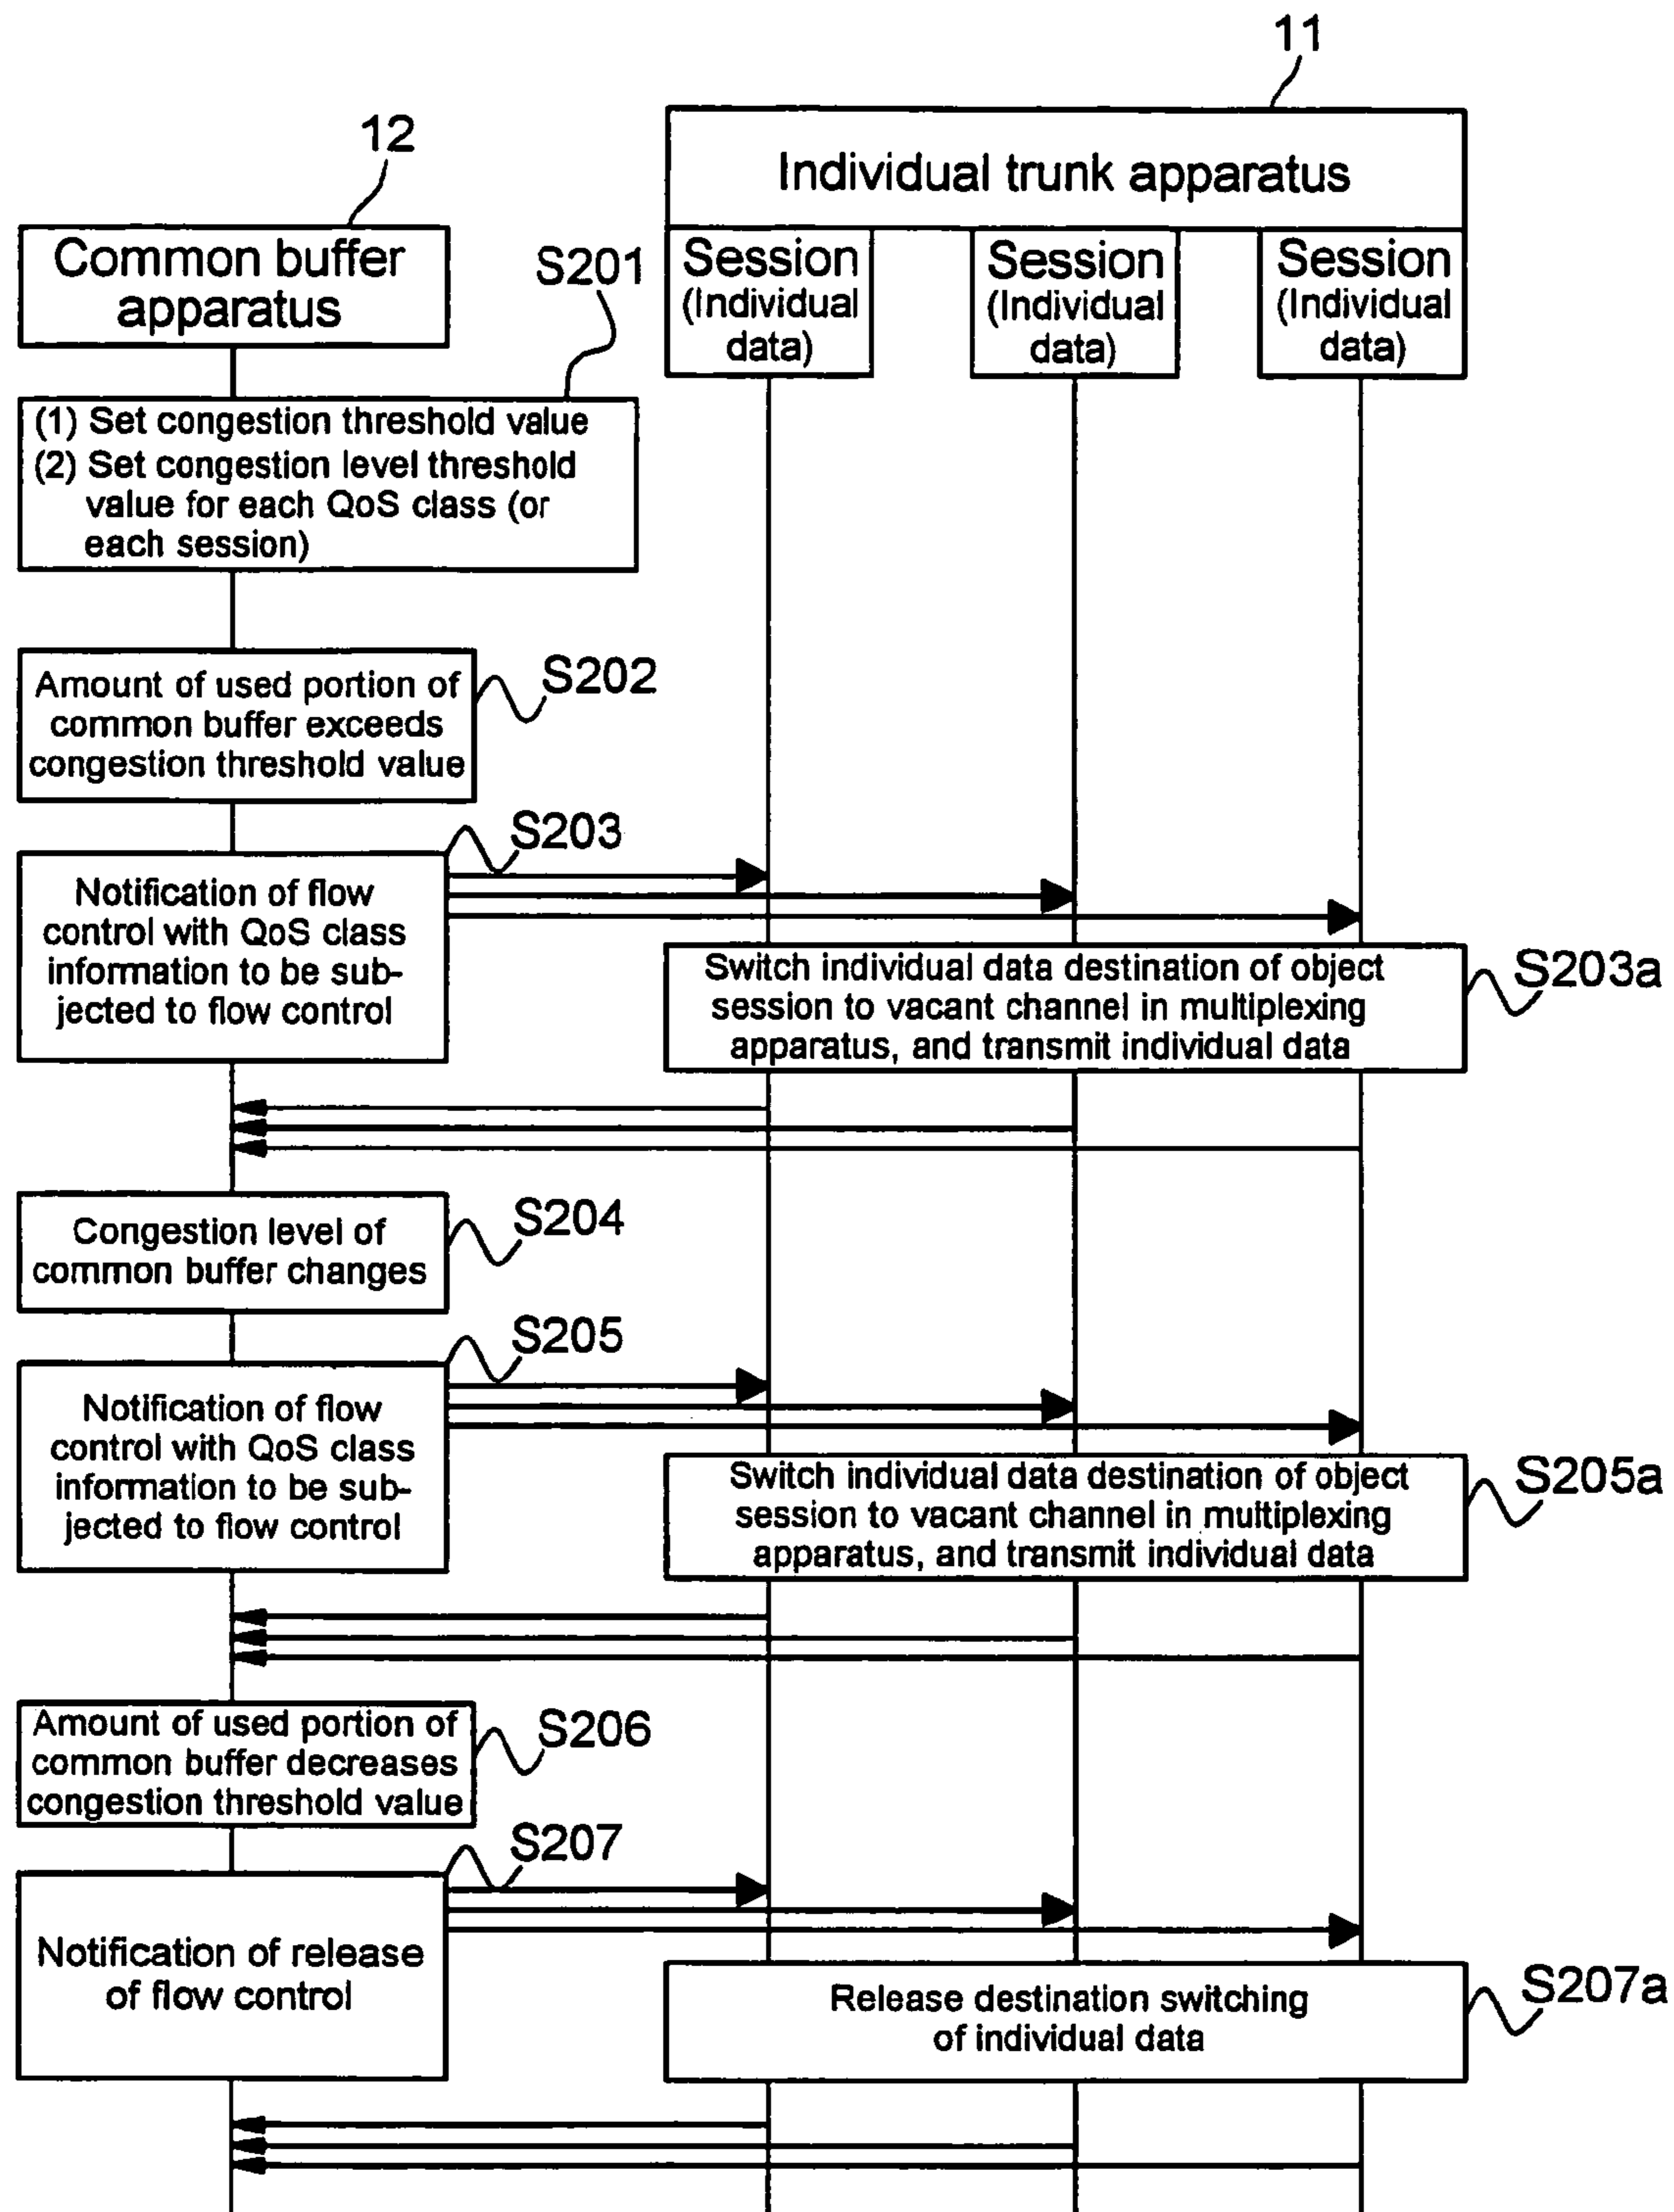 11
12
Individual trunk apparatus
Common buffer
apparatus
S201
Session
(Individual
data)
Session
(Individual
data)
Session
(Individual
data)
(1) Set congestion threshold value
(2) Set congestion level threshold
value for each QoS class (or
each session)
Amount of used portion of
common buffer exceeds
congestion threshold value
S202
S203
Notification of flow
control with QoS class
information to be sub-
jected to flow control
Switch individual data destination of object
session to vacant channel in multiplexing
apparatus, and transmit individual data
S203a
Congestion level of
common buffer changes
S204
S205
Notification of flow
control with QoS class
information to be sub-
jected to flow control
Switch individual data destination of object
session to vacant channel in multiplexing
apparatus, and transmit individual data
S205a
Amount of used portion of
common buffer decreases
congestion threshold value
S206
S207
Notification of release
of flow control
Release destination switching
of individual data
S207a